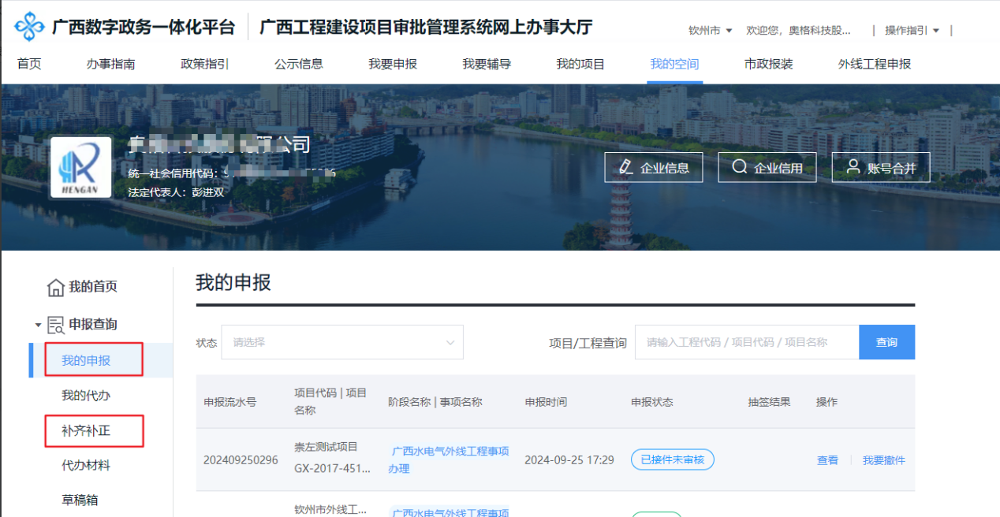 广西数字政务一体化平台
广西工程建设项目审批管理系统网上办事大厅
钦州市
欢迎您，奥格科技股...
|
操作指引
|
首页
办事指南
政策指引
公示信息
我要申报
我要辅导
我的项目
我的空间
市政报装
外线工程申报
HENGAN
限公司
统一社会信用代码：
法定代表人：彭进双
企业信息
企业信用
账号合并
我的首页
申报查询
我的申报
我的代办
补齐补正
代办材料
草稿箱
我的申报
状态
请选择
项目/工程查询
请输入工程代码 / 项目代码 / 项目名称
查询
申报流水号
项目代码 | 项目
名称
阶段名称 | 事项名称
申报时间
申报状态
抽签结果
操作
202409250296
崇左测试项目
GX-2017-451...
广西水电气外线工程事项
办理
2024-09-25 17:29
已接件未审核
查看
我要撤件
钦州市外线工...
广西水电气外线工程事项